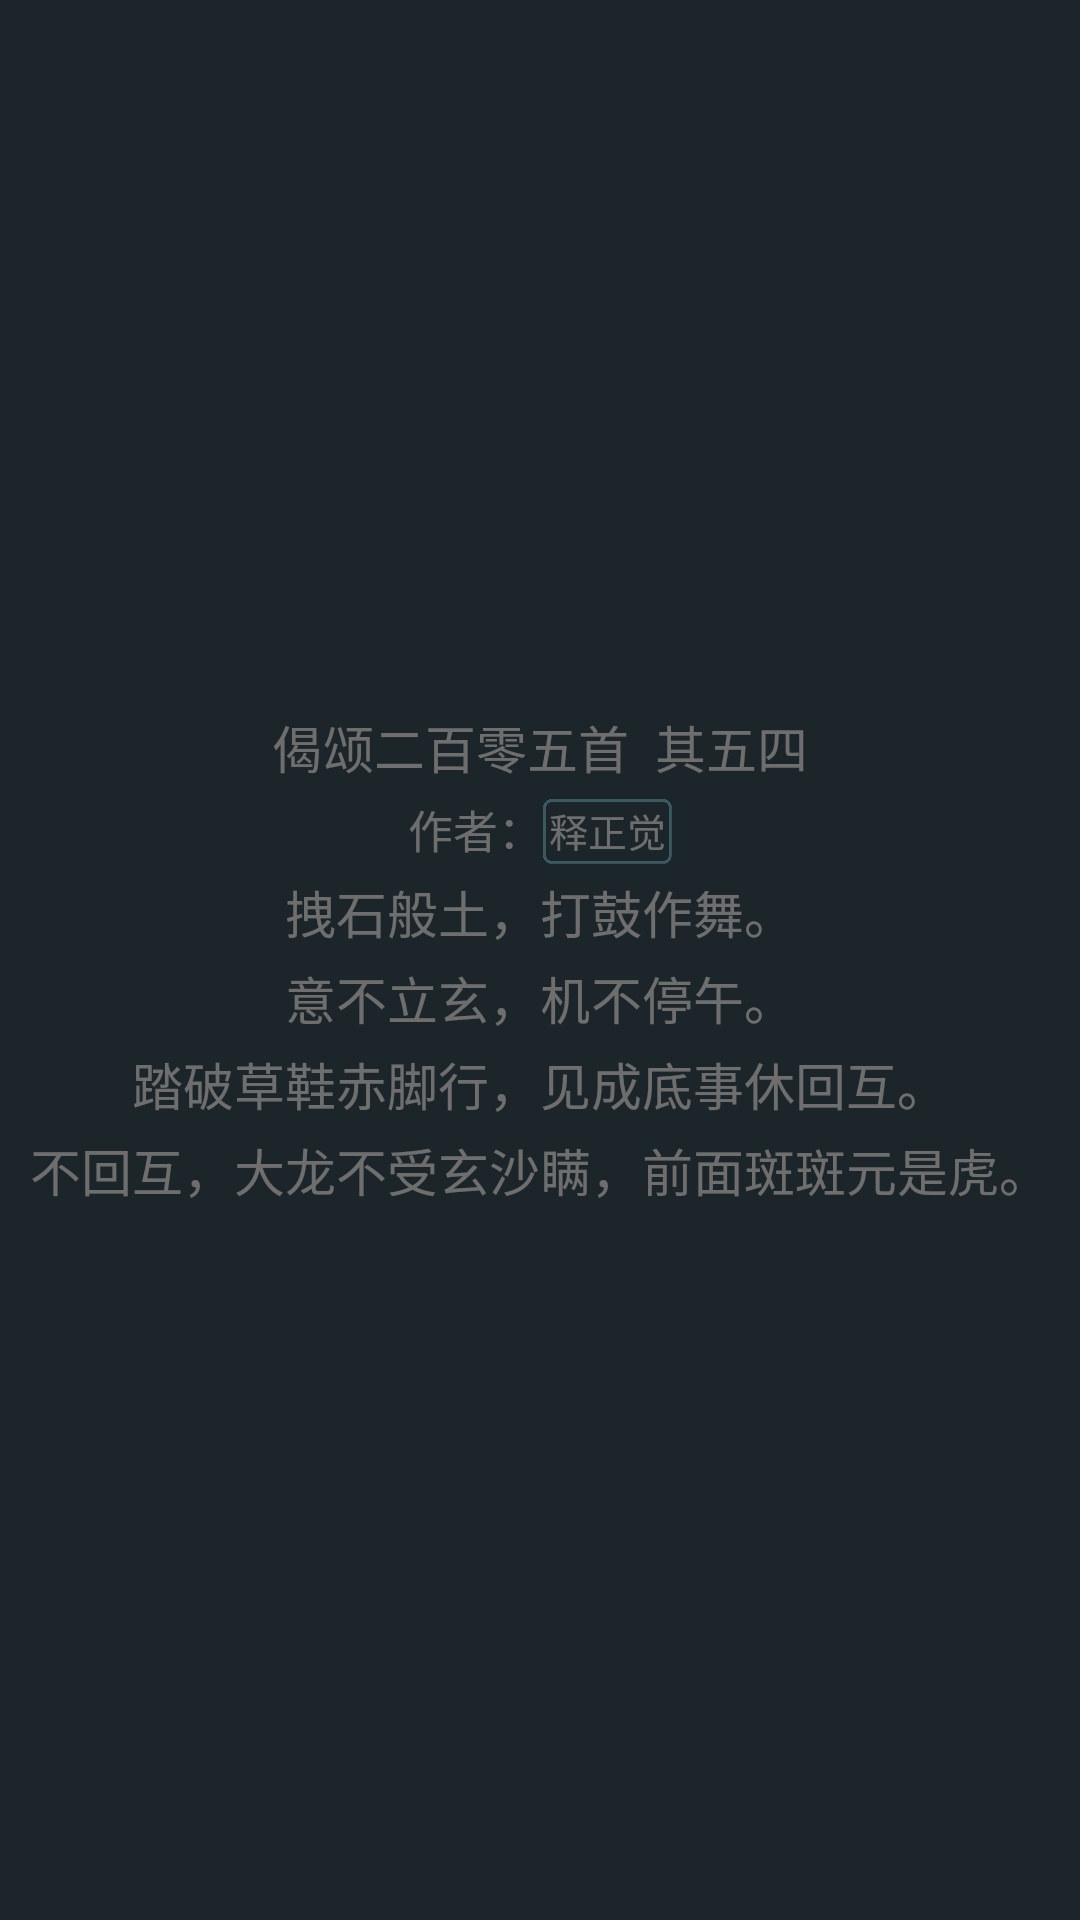 偈颂二百零五首 其五四
作者：释正觉
拽石般土，打鼓作舞。
意不立玄，机不停午。
踏破草鞋赤脚行，见成底事休回互。
不回互，大龙不受玄沙瞒，前面斑斑元是虎。